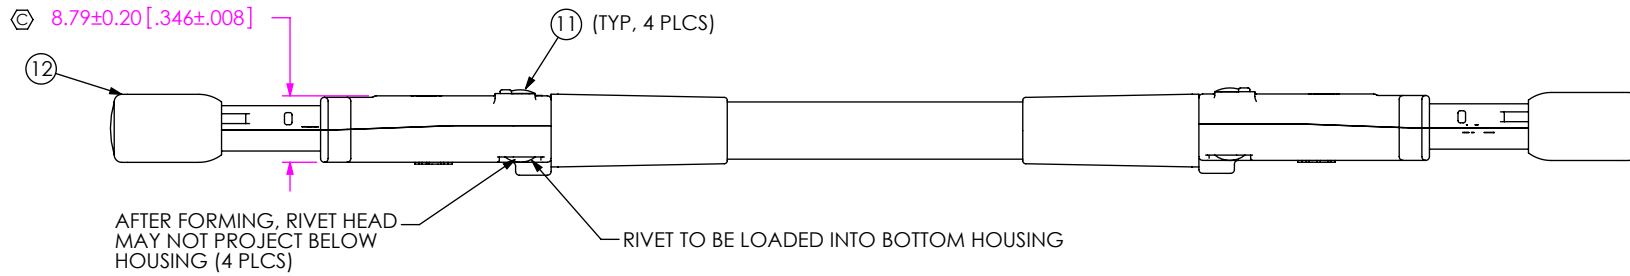 C 8.79±0.20 [.346±.008]
11 (TYP, 4 PLCS)
12
AFTER FORMING, RIVET HEAD
MAY NOT PROJECT BELOW
HOUSING (4 PLCS)
RIVET TO BE LOADED INTO BOTTOM HOUSING